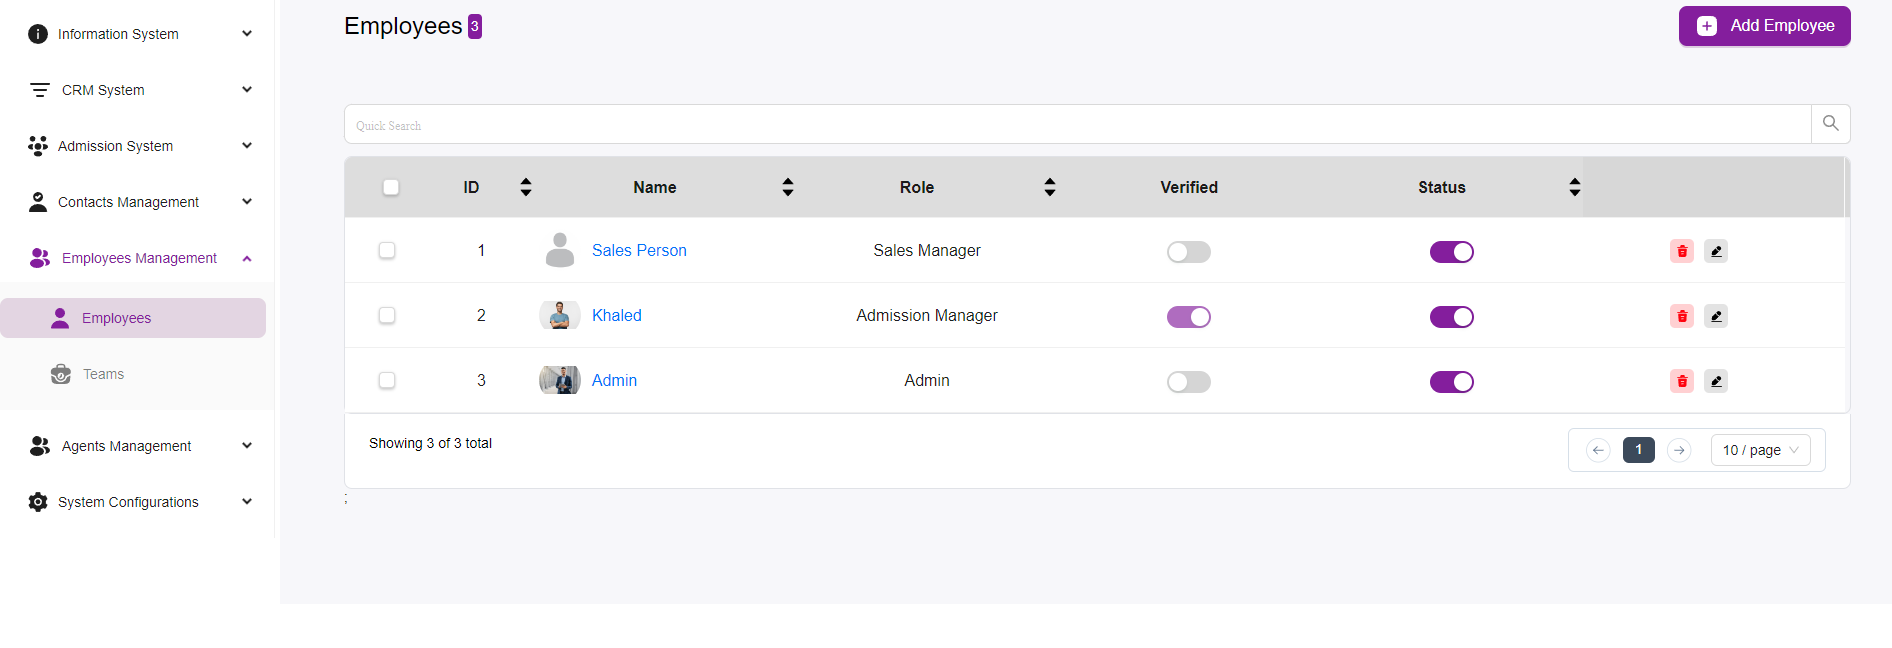 Information System
CRM System
Admission System
Contacts Management
Employees Management
Employees
Teams
Agents Management
System Configurations
Employees 3
Add Employee
Quick Search
ID Name Role Verified Status
1 Sales Person Sales Manager
2 Khaled Admission Manager
3 Admin Admin
Showing 3 of 3 total
1 10 / page
;